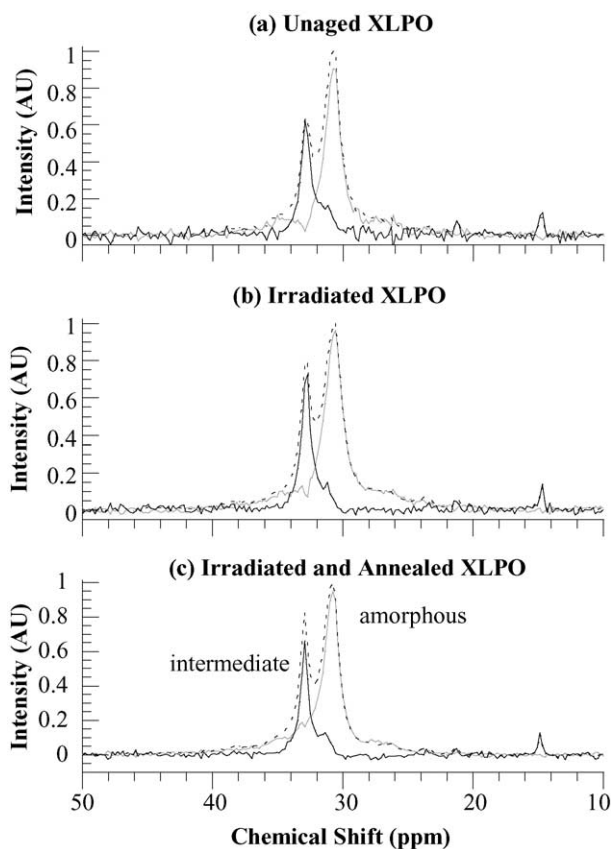 (a) Unaged XLPO
Intensity (AU)
1
0.8
0.6
0.4
0.2
0
(b) Irradiated XLPO
Intensity (AU)
1
0.8
0.6
0.4
0.2
0
(c) Irradiated and Annealed XLPO
Intensity (AU)
1
0.8
0.6
0.4
0.2
0
amorphous
intermediate
50 40 30 20 10
Chemical Shift (ppm)